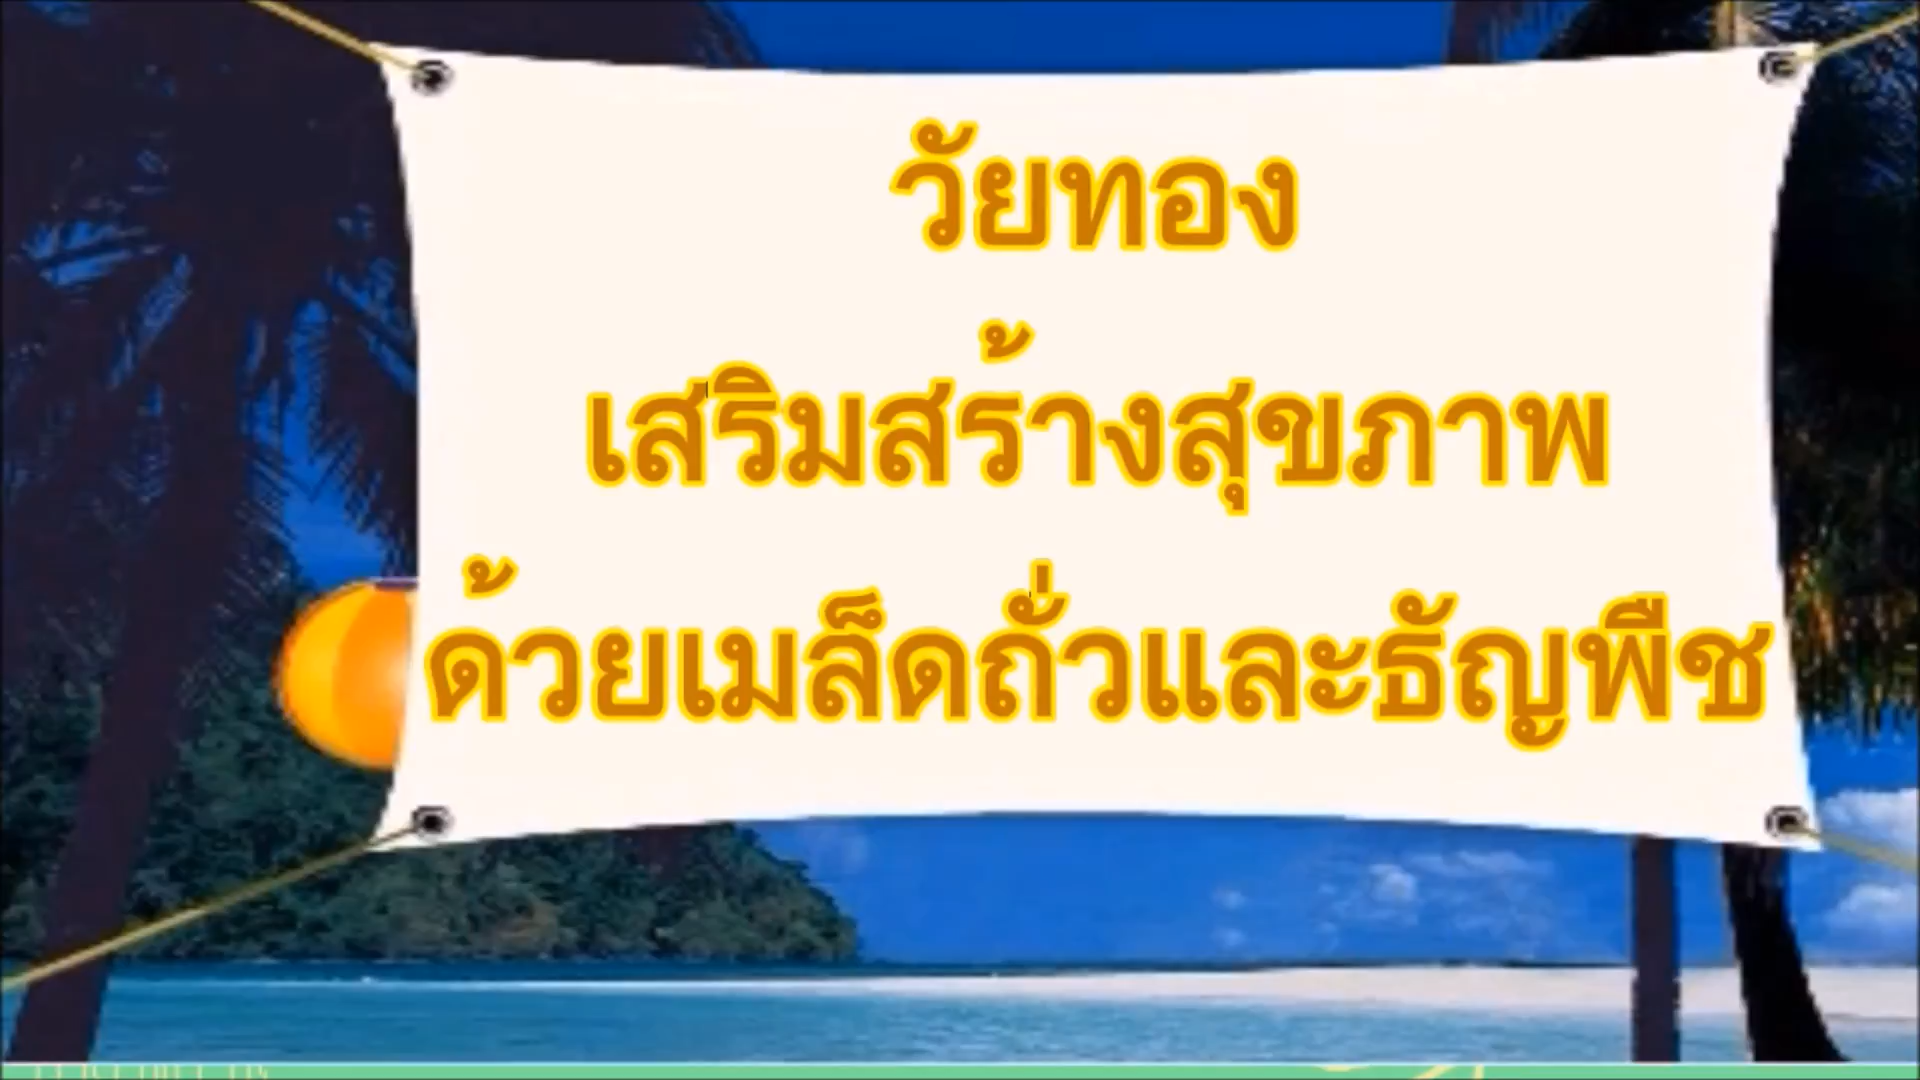 วัยทอง
เสริมสร้างสุขภาพ
ด้วยเมล็ดถั่วและธัญพืช